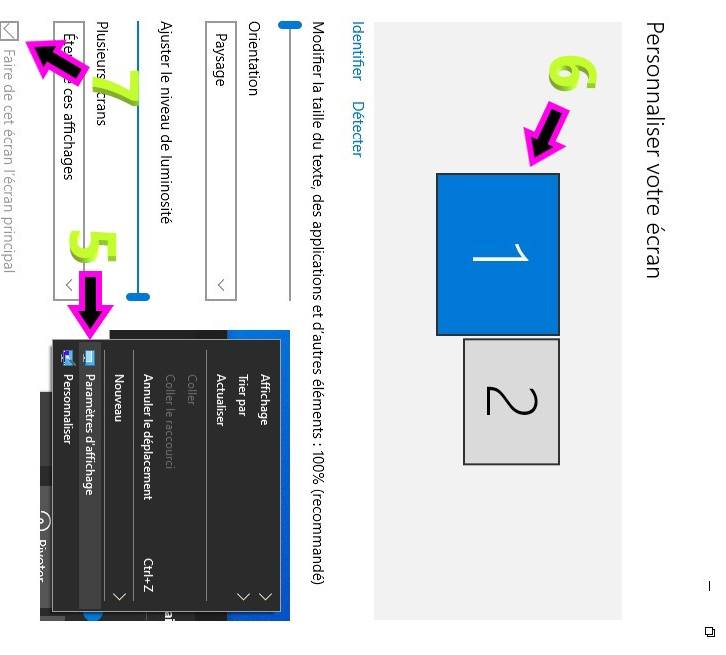 Personnaliser votre écran
6
1
2
Identifier Détecter
Modifier la taille du texte, des applications et d'autres éléments : 100% (recommandé)
Orientation
Paysage
Ajuster le niveau de luminosité
7
Plusieurs écrans
ces affichages
Faire de cet écran l'écran principal
5
Affichage
Trier par
Actualiser
Coller
Coller le raccourci
Annuler le déplacement Ctrl+Z
Nouveau
Paramètres d'affichage
Personnaliser
Pivoter